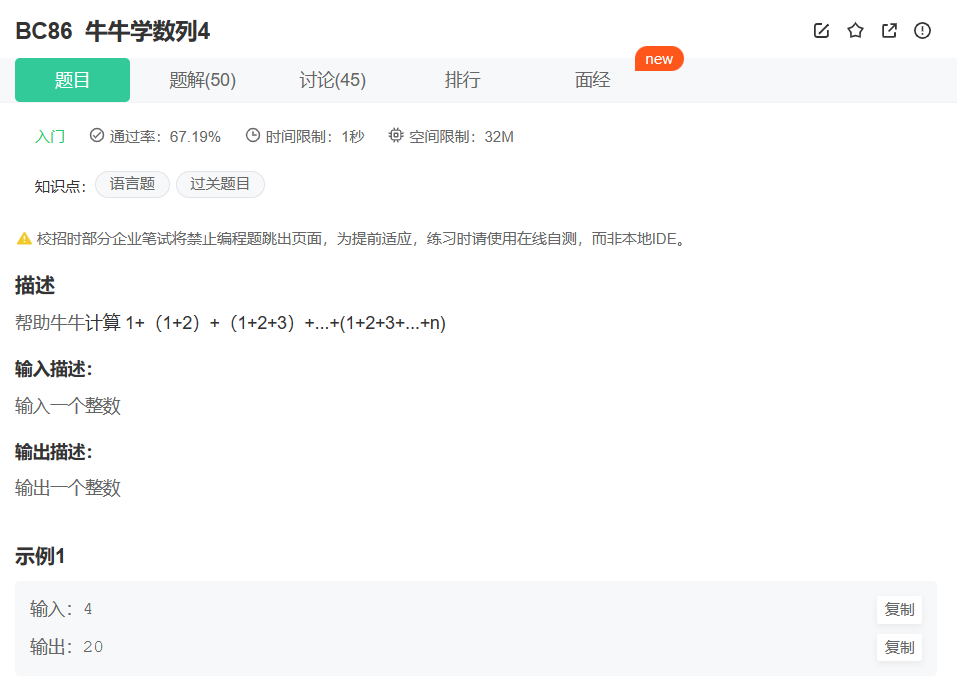 BC86 牛牛学数列4
题目 题解(50) 讨论(45) 排行 面经 new
入门 通过率：67.19% 时间限制：1秒 空间限制：32M
知识点： 语言题 过关题目
校招时部分企业笔试将禁止编程题跳出页面，为提前适应，练习时请使用在线自测，而非本地IDE。
描述
帮助牛牛计算 1+（1+2）+（1+2+3）+...+(1+2+3+...+n)
输入描述：
输入一个整数
输出描述：
输出一个整数
示例1
输入：4 复制
输出：20 复制